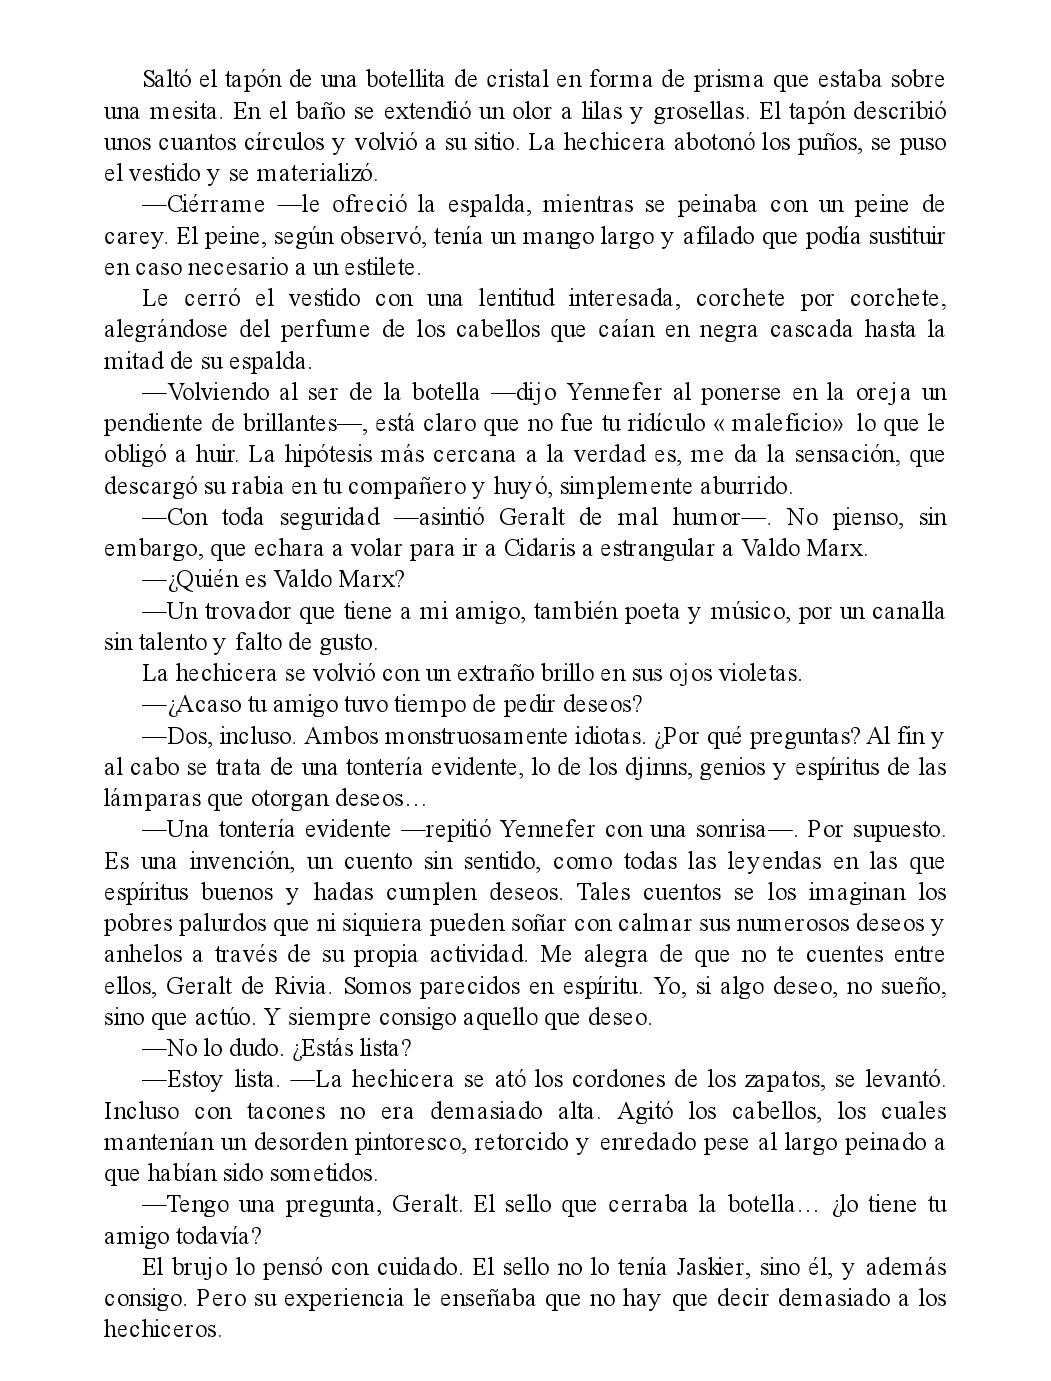 Saltó el tapón de una botellita de cristal en forma de prisma que estaba sobre
una mesita. En el baño se extendió un olor a lilas y grosellas. El tapón describió
unos cuantos círculos y volvió a su sitio. La hechicera abotonó los puños, se puso
el vestido y se materializó.
—Ciérrame —le ofreció la espalda, mientras se peinaba con un peine de
carey. El peine, según observó, tenía un mango largo y afilado que podía sustituir
en caso necesario a un estilete.
Le cerró el vestido con una lentitud interesada, corchete por corchete,
alegrándose del perfume de los cabellos que caían en negra cascada hasta la
mitad de su espalda.
—Volviendo al ser de la botella —dijo Yennefer al ponerse en la oreja un
pendiente de brillantes—, está claro que no fue tu ridículo «maleficio» lo que le
obligó a huir. La hipótesis más cercana a la verdad es, me da la sensación, que
descargó su rabia en tu compañero y huyó, simplemente aburrido.
—Con toda seguridad —asintió Geralt de mal humor—. No pienso, sin
embargo, que echara a volar para ir a Cidaris a estrangular a Valdo Marx.
—¿Quién es Valdo Marx?
—Un trovador que tiene a mi amigo, también poeta y músico, por un canalla
sin talento y falto de gusto.
La hechicera se volvió con un extraño brillo en sus ojos violetas.
—¿Acaso tu amigo tuvo tiempo de pedir deseos?
—Dos, incluso. Ambos monstruosamente idiotas. ¿Por qué preguntas? Al fin y
al cabo se trata de una tontería evidente, lo de los djinns, genios y espíritus de las
lámparas que otorgan deseos…
—Una tontería evidente —repitió Yennefer con una sonrisa—. Por supuesto.
Es una invención, un cuento sin sentido, como todas las leyendas en las que
espíritus buenos y hadas cumplen deseos. Tales cuentos se los imaginan los
pobres palurdos que ni siquiera pueden soñar con calmar sus numerosos deseos y
anhelos a través de su propia actividad. Me alegra de que no te cuentes entre
ellos, Geralt de Rivia. Somos parecidos en espíritu. Yo, si algo deseo, no sueño,
sino que actúo. Y siempre consigo aquello que deseo.
—No lo dudo. ¿Estás lista?
—Estoy lista. —La hechicera se ató los cordones de los zapatos, se levantó.
Incluso con tacones no era demasiado alta. Agitó los cabellos, los cuales
mantenían un desorden pintoresco, retorcido y enredado pese al largo peinado a
que habían sido sometidos.
—Tengo una pregunta, Geralt. El sello que cerraba la botella… ¿lo tiene tu
amigo todavía?
El brujo lo pensó con cuidado. El sello no lo tenía Jaskier, sino él, y además
consigo. Pero su experiencia le enseñaba que no hay que decir demasiado a los
hechiceros.